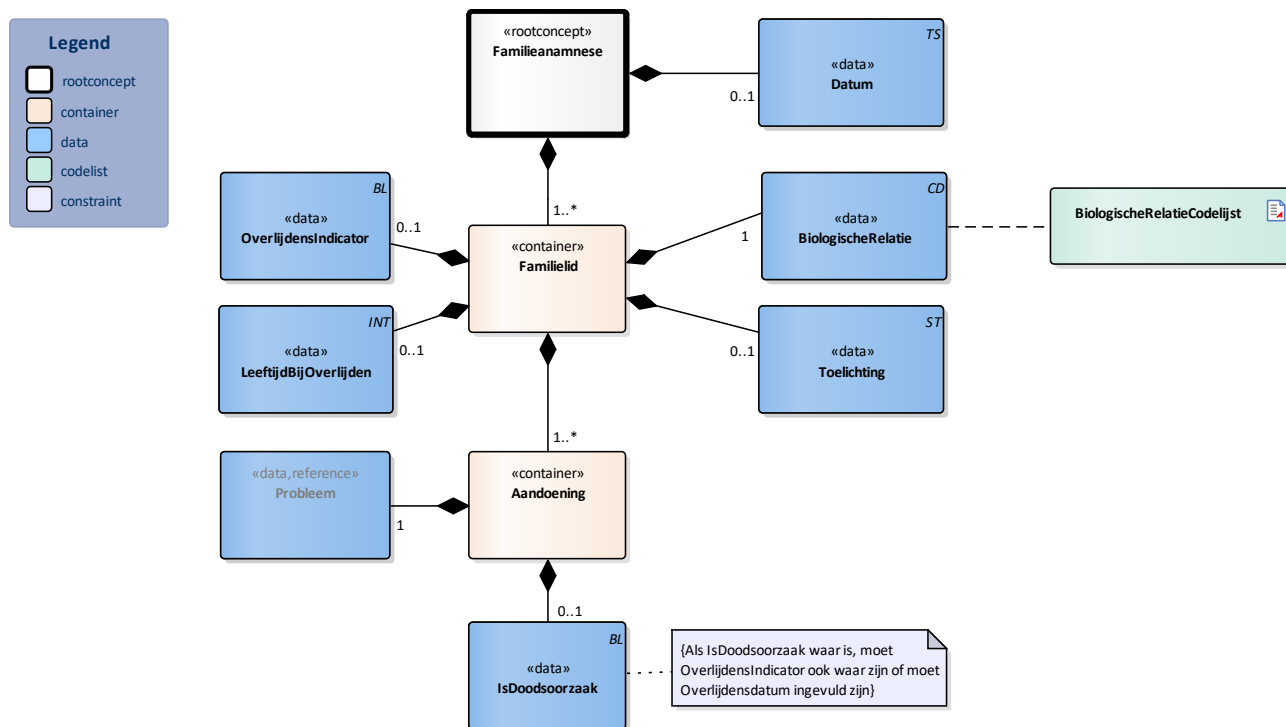 Legend
rootconcept
container
data
codelist
constraint
«rootconcept»
Familieanamnese
TS
«data»
Datum
0..1
1..*
BL
«data»
OverlijdensIndicator
0..1
CD
«data»
BiologischeRelatie
1
BiologischeRelatieCodelijst
«container»
Familielid
INT
«data»
LeeftijdBijOverlijden
0..1
ST
«data»
Toelichting
0..1
1..*
«data,reference»
Probleem
1
«container»
Aandoening
0..1
BL
«data»
IsDoodsoorzaak
{Als IsDoodsoorzaak waar is, moet
OverlijdensIndicator ook waar zijn of moet
Overlijdensdatum ingevuld zijn}